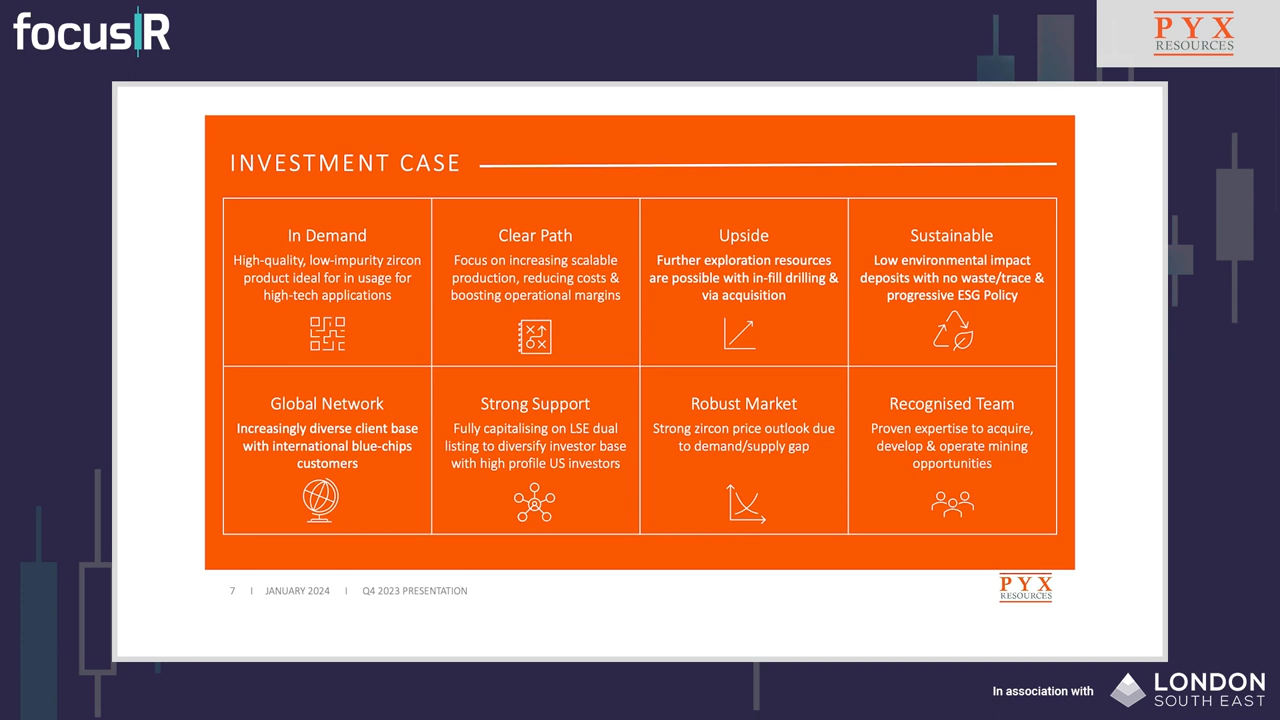 focusIR
PYX
RESOURCES
INVESTMENT CASE
In Demand
High-quality, low-impurity zircon
product ideal for in usage for
high-tech applications
Clear Path
Focus on increasing scalable
production, reducing costs &
boosting operational margins
Upside
Further exploration resources
are possible with in-fill drilling &
via acquisition
Sustainable
Low environmental impact
deposits with no waste/trace &
progressive ESG Policy
Global Network
Increasingly diverse client base
with international blue-chips
customers
Strong Support
Fully capitalising on LSE dual
listing to diversify investor base
with high profile US investors
Robust Market
Strong zircon price outlook due
to demand/supply gap
Recognised Team
Proven expertise to acquire,
develop & operate mining
opportunities
7 I JANUARY 2024 I Q4 2023 PRESENTATION
PYX
RESOURCES
In association with
LONDON
SOUTH EAST